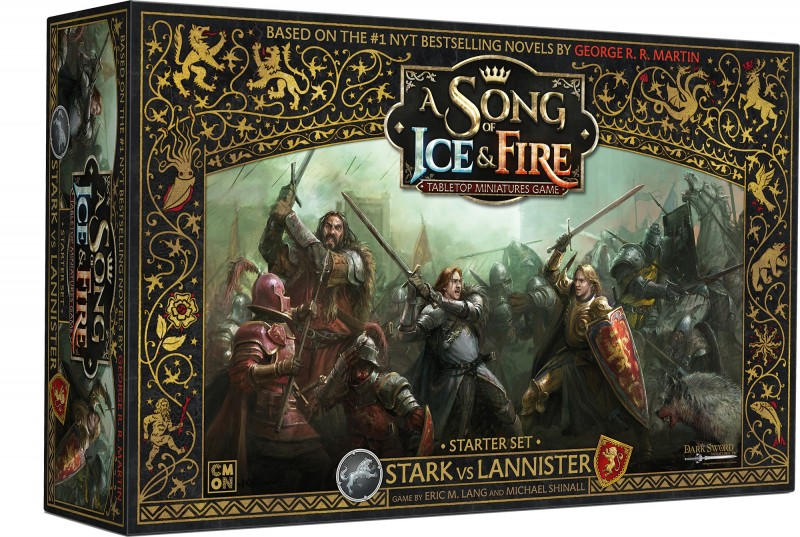 BASED ON THE #1 NYT BESTSELLING NOVELS BY GEORGE R. R. MARTIN
A SONG
OF
ICE & FIRE
TABLETOP MINIATURES GAME
· STARTER SET ·
STARK VS LANNISTER
GAME BY ERIC M. LANG AND MICHAEL SHINALL
CM
ON
DARK SWORD
BASED ON THE #1 NYT BESTSELLING NOVELS BY GEORGE R. R. MARTIN
A SONG
OF
ICE & FIRE
· STARTER SET ·
STARK VS LANNISTER